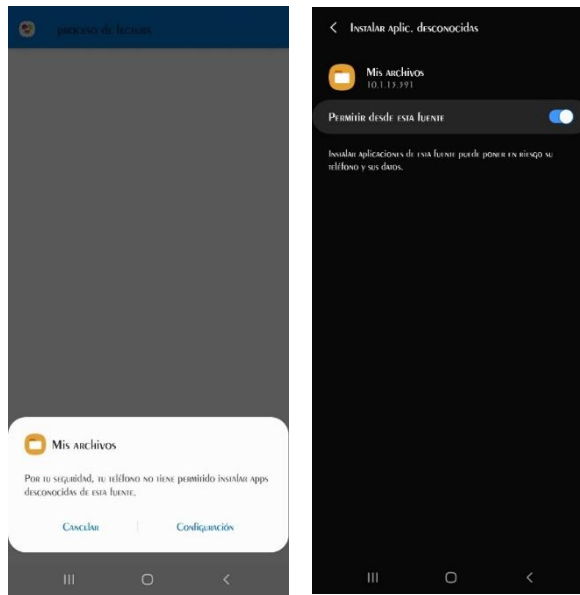 proceso de lectura
Mis archivos
Por tu seguridad, tu teléfono no tiene permitido instalar apps
desconocidas de esta fuente.
Cancelar
Configuración
Instalar aplic. desconocidas
Mis archivos
10.1.13.391
Permitir desde esta fuente
Instalar aplicaciones de esta fuente puede poner en riesgo su
teléfono y sus datos.